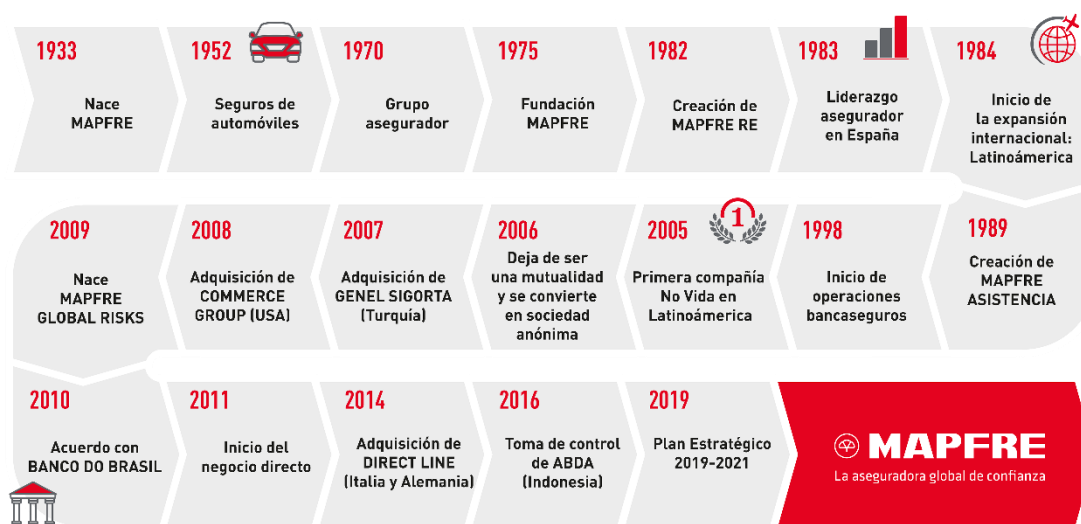 1933
Nace
MAPFRE
1952
Seguros de
automóviles
1970
Grupo
asegurador
1975
Fundación
MAPFRE
1982
Creación de
MAPFRE RE
1983
Liderazgo
asegurador
en España
1984
Inicio de
la expansión
internacional:
Latinoámerica
1989
Creación de
MAPFRE
ASISTENCIA
1998
Inicio de
operaciones
bancaseguros
2005
1
Primera compañía
No Vida en
Latinoámerica
2006
Deja de ser
una mutualidad
y se convierte
en sociedad
anónima
2007
Adquisición de
GENEL SIGORTA
(Turquía)
2008
Adquisición de
COMMERCE
GROUP (USA)
2009
Nace
MAPFRE
GLOBAL RISKS
2010
Acuerdo con
BANCO DO BRASIL
2011
Inicio del
negocio directo
2014
Adquisición de
DIRECT LINE
(Italia y Alemania)
2016
Toma de control
de ABDA
(Indonesia)
2019
Plan Estratégico
2019-2021
MAPFRE
La aseguradora global de confianza